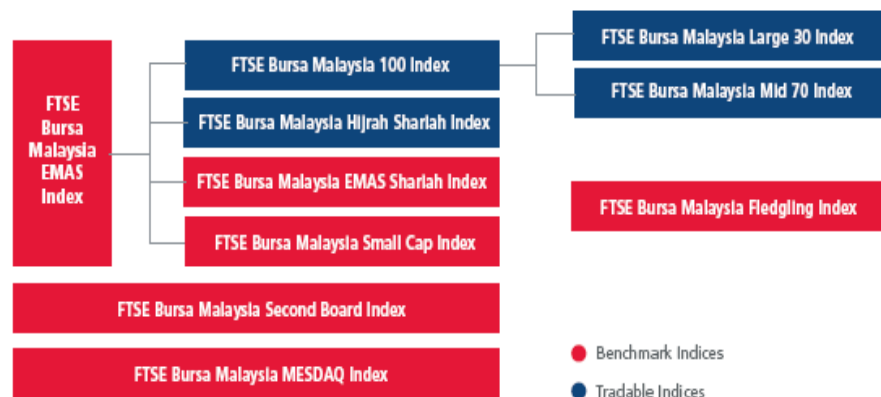 FTSE
Bursa
Malaysia
EMAS
Index
FTSE Bursa Malaysia 100 Index
FTSE Bursa Malaysia Hijrah Shariah Index
FTSE Bursa Malaysia EMAS Shariah Index
FTSE Bursa Malaysia Small Cap Index
FTSE Bursa Malaysia Large 30 Index
FTSE Bursa Malaysia Mid 70 Index
FTSE Bursa Malaysia Fledgling Index
FTSE Bursa Malaysia Second Board Index
FTSE Bursa Malaysia MESDAQ Index
Benchmark Indices
Tradable Indices